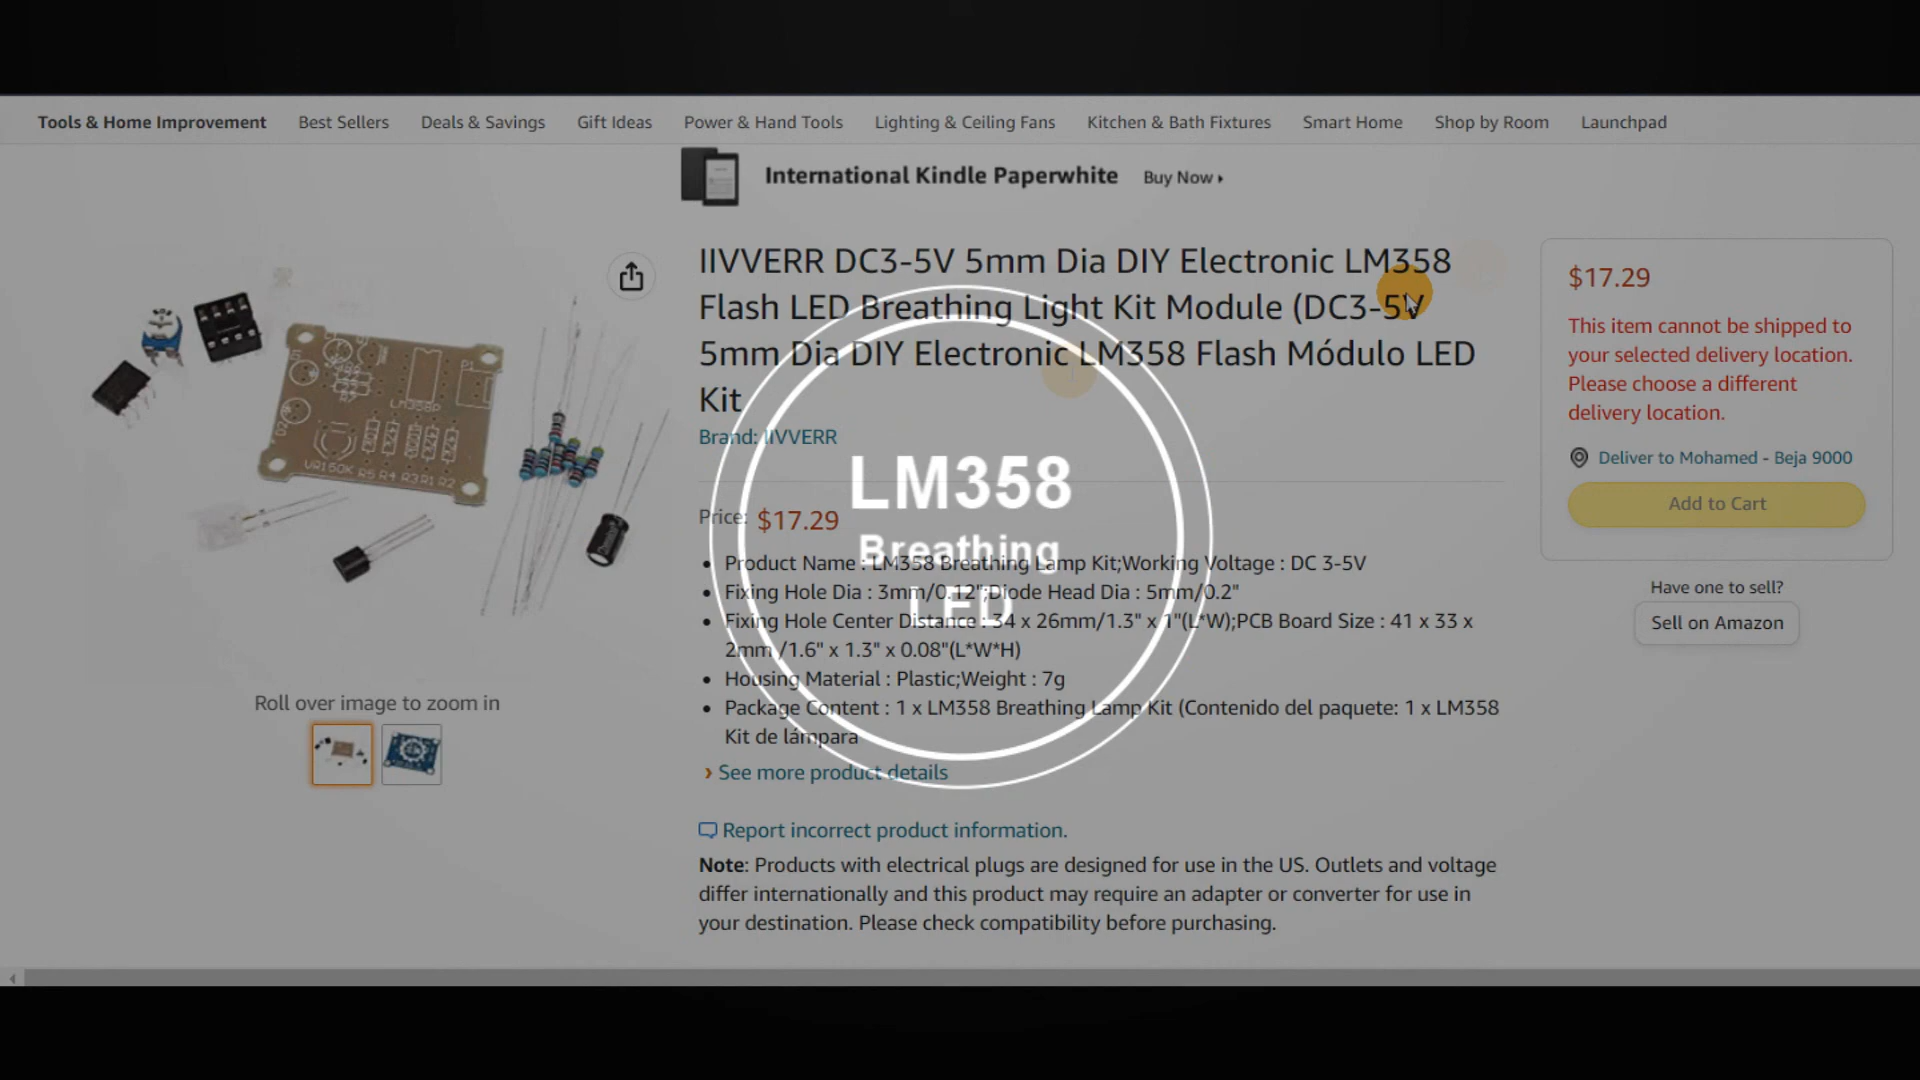 Tools & Home Improvement Best Sellers Deals & Savings Gift Ideas Power & Hand Tools Lighting & Ceiling Fans Kitchen & Bath Fixtures Smart Home Shop by Room Launchpad
International Kindle Paperwhite Buy Now
IIVVERR DC3-5V 5mm Dia DIY Electronic LM358
Flash LED Breathing Light Kit Module (DC3-5V
5mm Dia DIY Electronic LM358 Flash Módulo LED
Kit
Brand: IIVVERR
Price: $17.29
Product Name : LM358 Breathing Lamp Kit;Working Voltage : DC 3-5V
Fixing Hole Dia : 3mm/0.12";Diode Head Dia : 5mm/0.2"
Fixing Hole Center Distance : 34 x 26mm/1.3" x 1"(L*W);PCB Board Size : 41 x 33 x
2mm /1.6" x 1.3" x 0.08"(L*W*H)
Housing Material : Plastic;Weight : 7g
Package Content : 1 x LM358 Breathing Lamp Kit (Contenido del paquete: 1 x LM358
Kit de lámpara
See more product details
Report incorrect product information.
Note: Products with electrical plugs are designed for use in the US. Outlets and voltage
differ internationally and this product may require an adapter or converter for use in
your destination. Please check compatibility before purchasing.
LM358
Breathing
LED
LM358P
P1
D2
VR150K R5 R4 R3 R1 R2
Roll over image to zoom in
$17.29
This item cannot be shipped to
your selected delivery location.
Please choose a different
delivery location.
Deliver to Mohamed - Beja 9000
Add to Cart
Have one to sell?
Sell on Amazon